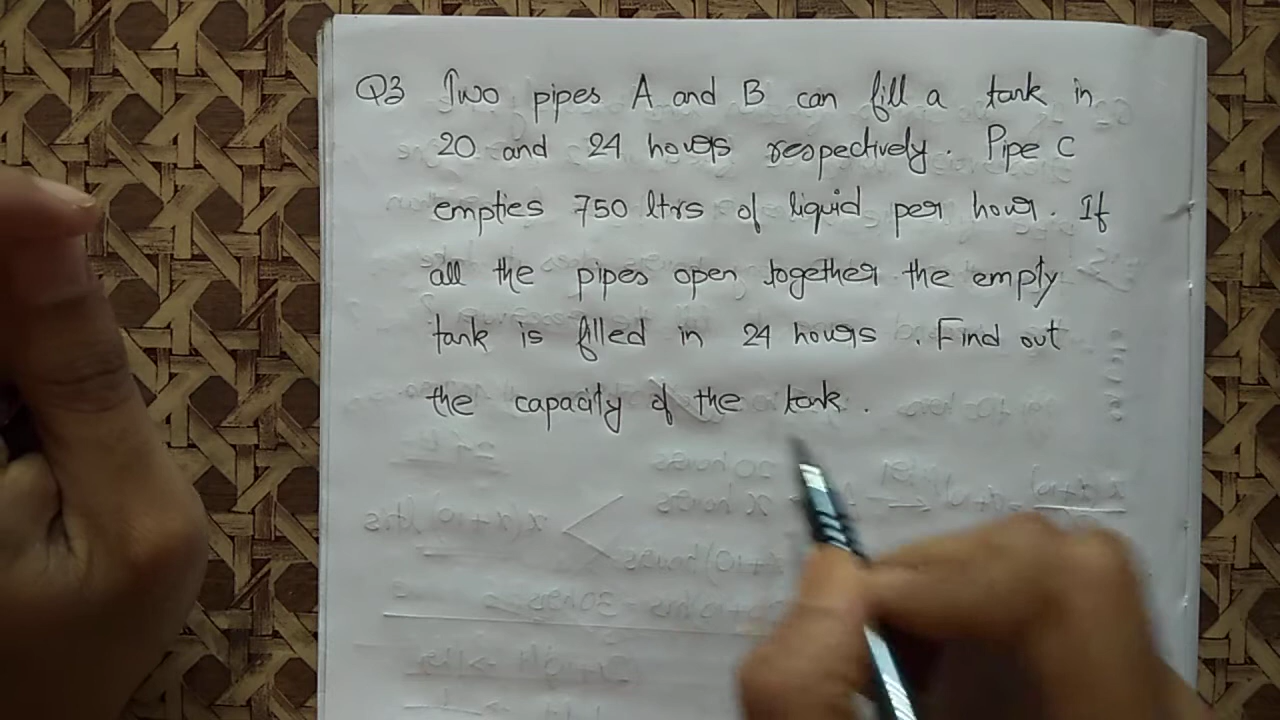 Q3 Two pipes A and B can fill a tank in
20 and 24 hours respectively. Pipe C
empties 750 ltrs of liquid per hour. If
all the pipes open together the empty
tank is filled in 24 hours. Find out
the capacity of the tank.